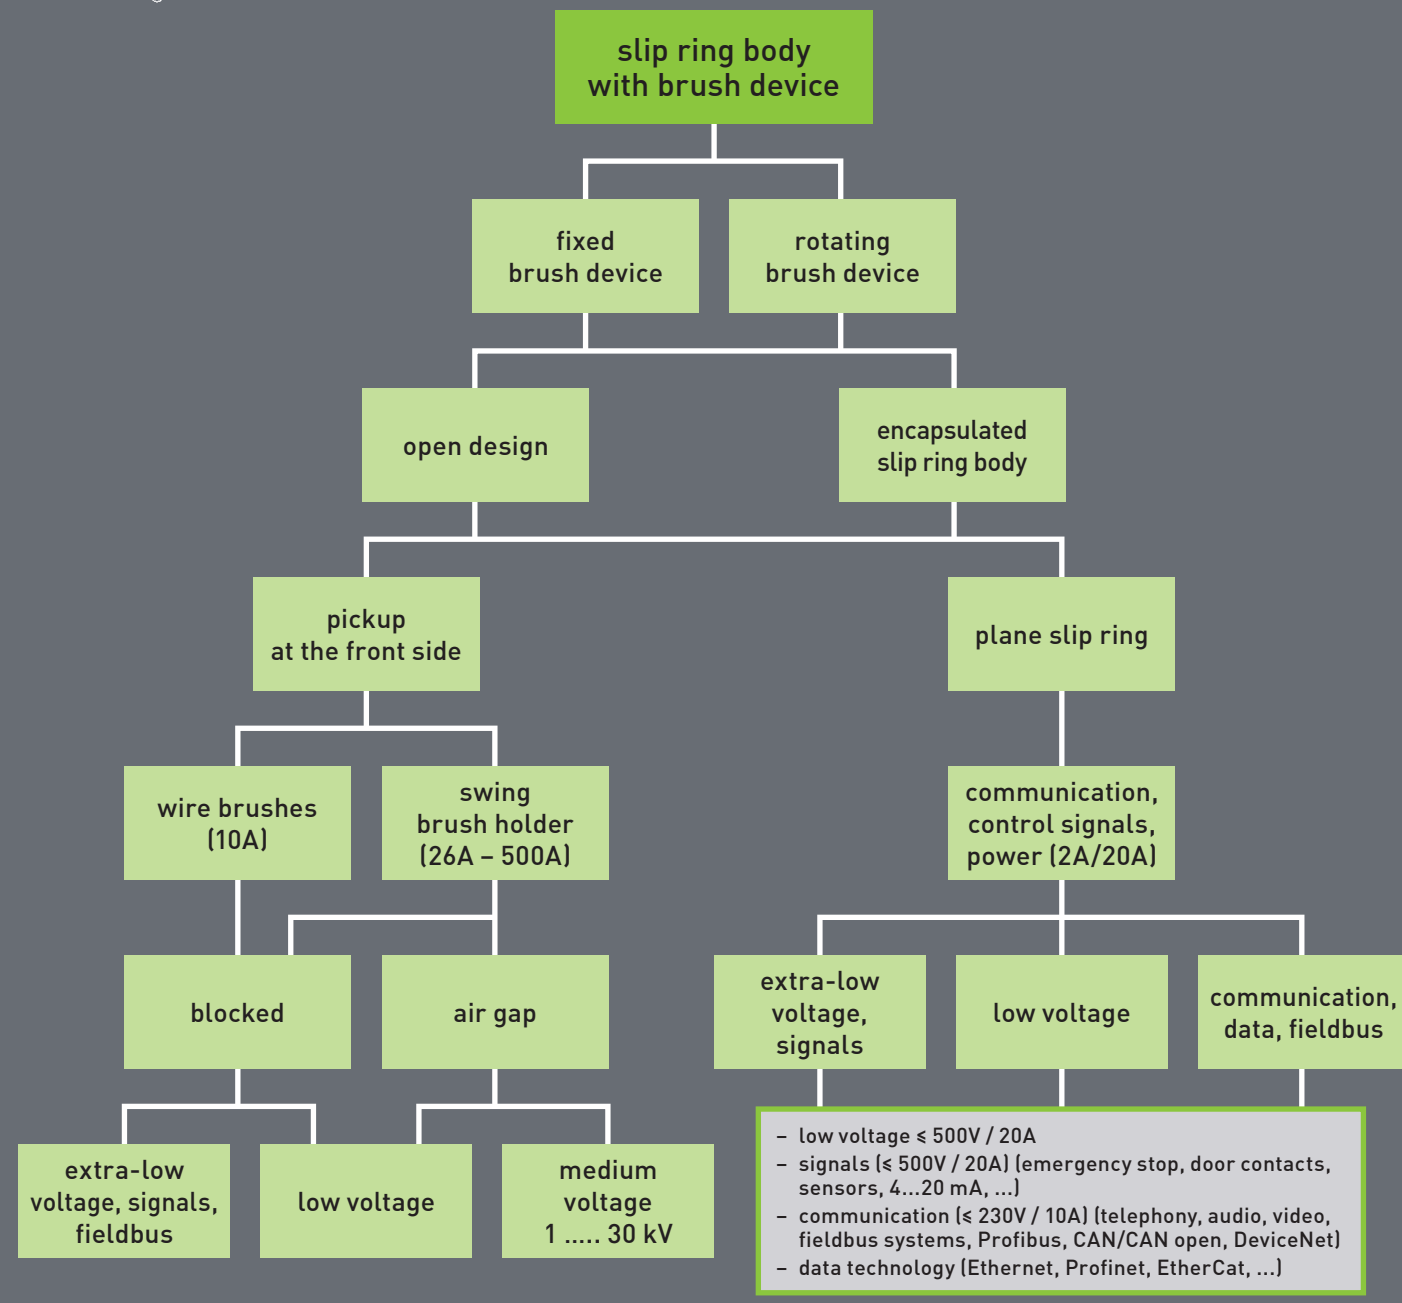 slip ring body
with brush device
fixed
brush device
rotating
brush device
open design
encapsulated
slip ring body
pickup
at the front side
plane slip ring
wire brushes
(10A)
swing
brush holder
(26A – 500A)
communication,
control signals,
power (2A/20A)
blocked
air gap
extra-low
voltage,
signals
low voltage
communication,
data, fieldbus
extra-low
voltage, signals,
fieldbus
low voltage
medium
voltage
1 ..... 30 kV
– low voltage ≤ 500V / 20A
– signals (≤ 500V / 20A) (emergency stop, door contacts,
sensors, 4...20 mA, ...)
– communication (≤ 230V / 10A) (telephony, audio, video,
fieldbus systems, Profibus, CAN/CAN open, DeviceNet)
– data technology (Ethernet, Profinet, EtherCat, ...)